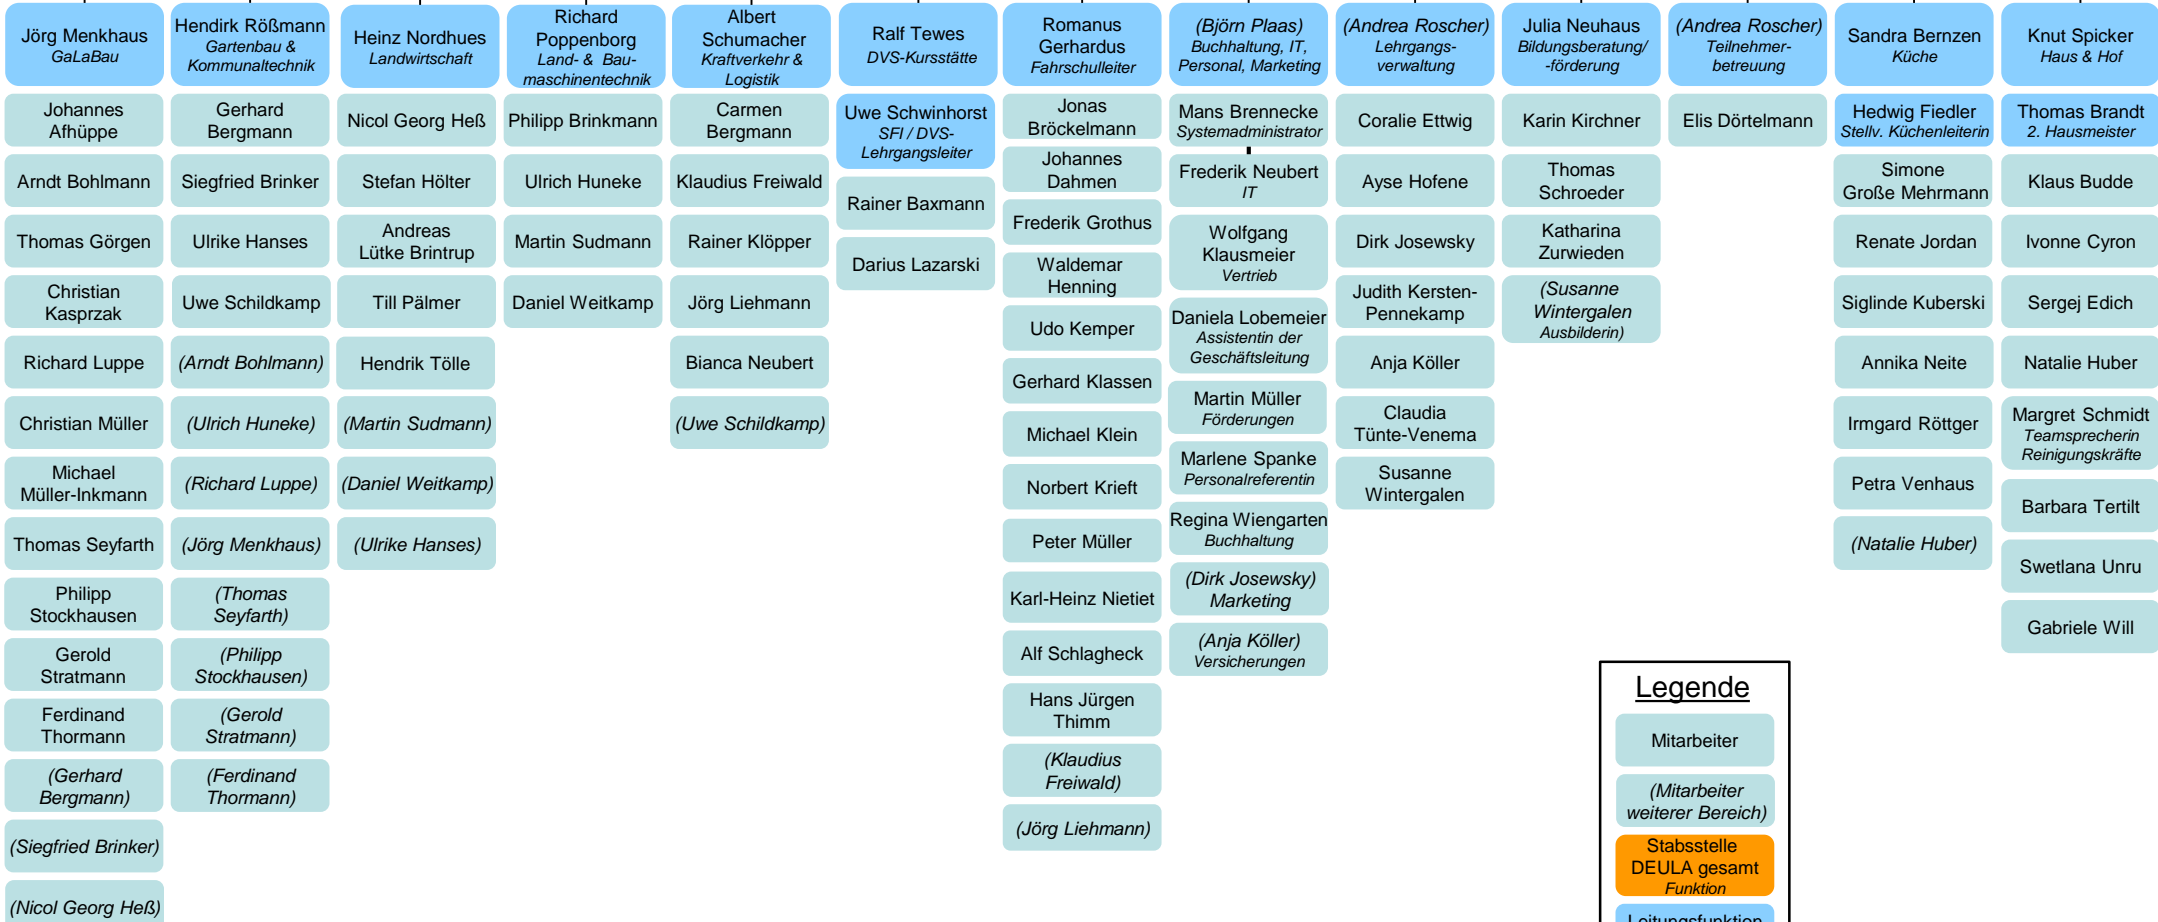 Jörg Menkhaus
GaLaBau
Johannes
Afhüppe
Arndt Bohlmann
Thomas Görgen
Christian
Kasprzak
Richard Luppe
Christian Müller
Michael
Müller-Inkmann
Thomas Seyfarth
Philipp
Stockhausen
Gerold
Stratmann
Ferdinand
Thormann
(Gerhard
Bergmann)
(Siegfried Brinker)
(Nicol Georg Heß)
Hendirk Rößmann
Gartenbau &
Kommunaltechnik
Gerhard
Bergmann
Siegfried Brinker
Ulrike Hanses
Uwe Schildkamp
(Arndt Bohlmann)
(Ulrich Huneke)
(Richard Luppe)
(Jörg Menkhaus)
(Thomas
Seyfarth)
(Philipp
Stockhausen)
(Gerold
Stratmann)
(Ferdinand
Thormann)
Heinz Nordhues
Landwirtschaft
Nicol Georg Heß
Stefan Hölter
Andreas
Lütke Brintrup
Till Pälmer
Hendrik Tölle
(Martin Sudmann)
(Daniel Weitkamp)
(Ulrike Hanses)
Richard
Poppenborg
Land- & Bau-
maschinentechnik
Philipp Brinkmann
Ulrich Huneke
Martin Sudmann
Daniel Weitkamp
Albert
Schumacher
Kraftverkehr &
Logistik
Carmen
Bergmann
Klaudius Freiwald
Rainer Klöpper
Jörg Liehmann
Bianca Neubert
(Uwe Schildkamp)
Ralf Tewes
DVS-Kursstätte
Uwe Schwinhorst
SFI / DVS-
Lehrgangsleiter
Rainer Baxmann
Darius Lazarski
Romanus
Gerhardus
Fahrschulleiter
Jonas
Bröckelmann
Johannes
Dahmen
Frederik Grothus
Waldemar
Henning
Udo Kemper
Gerhard Klassen
Michael Klein
Norbert Krieft
Peter Müller
Karl-Heinz Nietiet
Alf Schlagheck
Hans Jürgen
Thimm
(Klaudius
Freiwald)
(Jörg Liehmann)
(Björn Plaas)
Buchhaltung, IT,
Personal, Marketing
Mans Brennecke
Systemadministrator
Frederik Neubert
IT
Wolfgang
Klausmeier
Vertrieb
Daniela Lobemeier
Assistentin der
Geschäftsleitung
Martin Müller
Förderungen
Marlene Spanke
Personalreferentin
Regina Wiengarten
Buchhaltung
(Dirk Josewsky)
Marketing
(Anja Köller)
Versicherungen
(Andrea Roscher)
Lehrgangs-
verwaltung
Coralie Ettwig
Ayse Hofene
Dirk Josewsky
Judith Kersten-
Pennekamp
Anja Köller
Claudia
Tünte-Venema
Susanne
Wintergalen
Julia Neuhaus
Bildungsberatung/
-förderung
Karin Kirchner
Thomas
Schroeder
Katharina
Zurwieden
(Susanne
Wintergalen
Ausbilderin)
(Andrea Roscher)
Teilnehmer-
betreuung
Elis Dörtelmann
Sandra Bernzen
Küche
Hedwig Fiedler
Stellv. Küchenleiterin
Simone
Große Mehrmann
Renate Jordan
Siglinde Kuberski
Annika Neite
Irmgard Röttger
Petra Venhaus
(Natalie Huber)
Knut Spicker
Haus & Hof
Thomas Brandt
2. Hausmeister
Klaus Budde
Ivonne Cyron
Sergej Edich
Natalie Huber
Margret Schmidt
Teamsprecherin
Reinigungskräfte
Barbara Tertilt
Swetlana Unru
Gabriele Will
Legende
Mitarbeiter
(Mitarbeiter
weiterer Bereich)
Stabsstelle
DEULA gesamt
Funktion
Leitungsfunktion